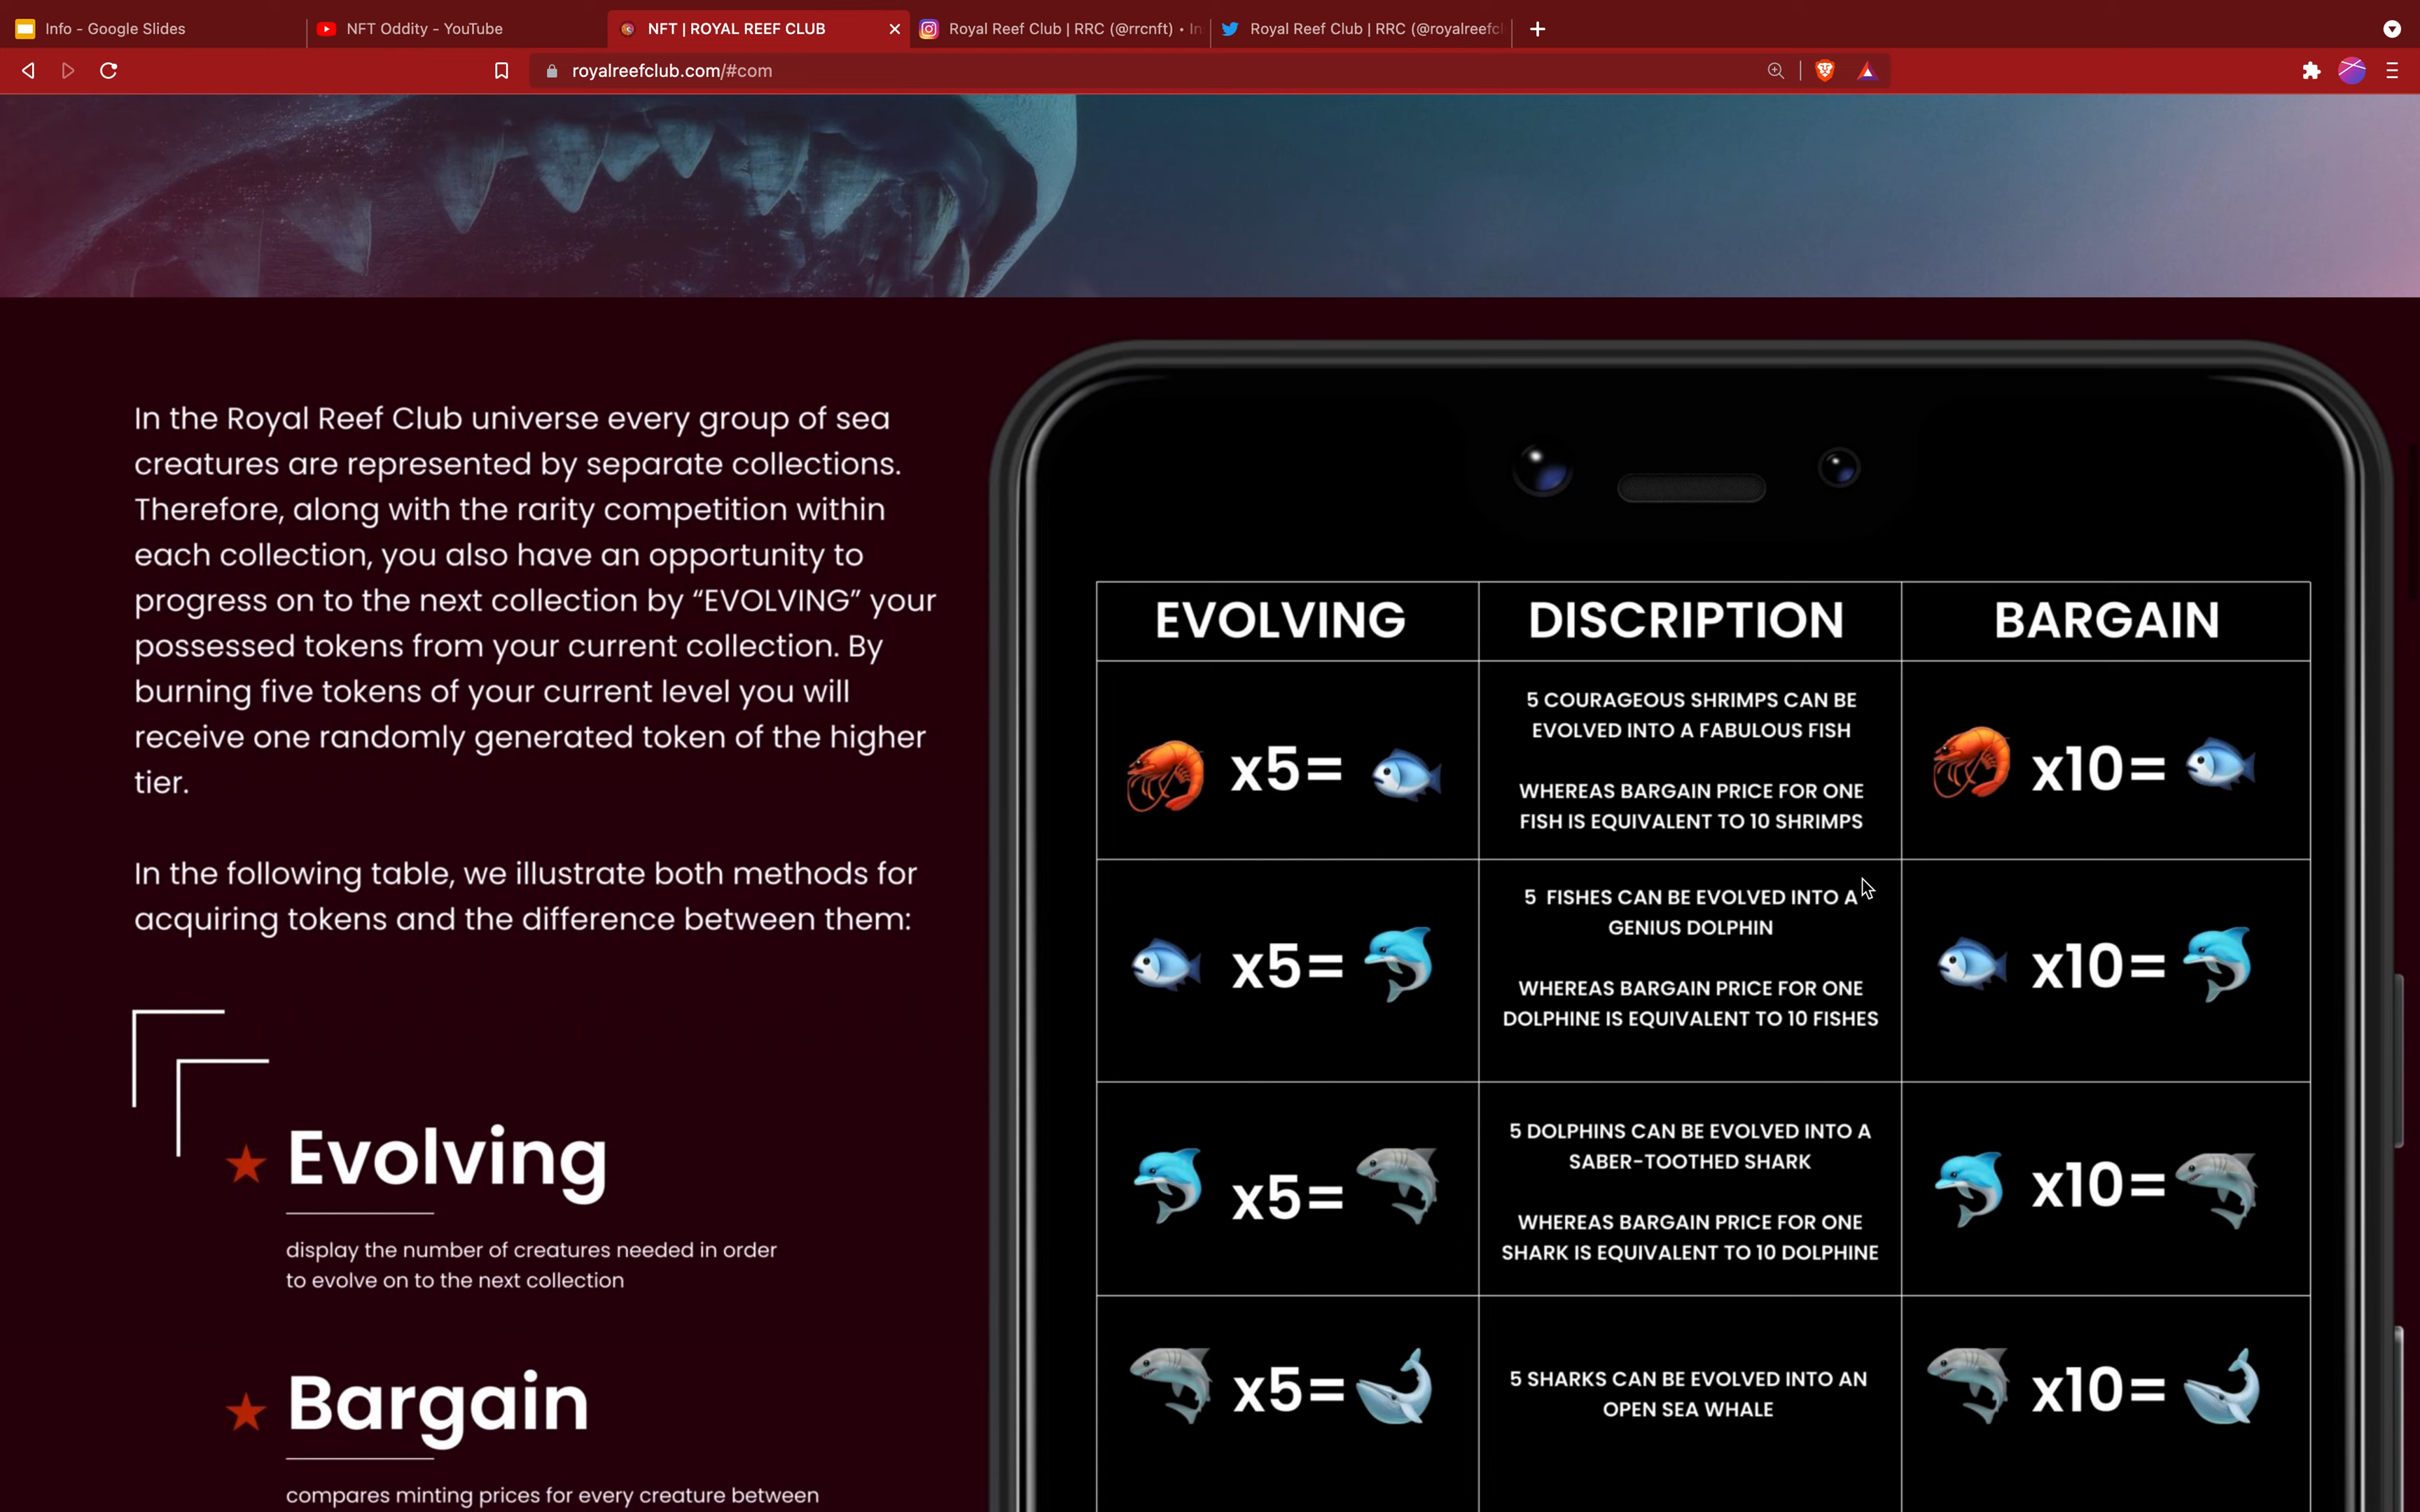 Info - Google Slides
NFT Oddity - YouTube
NFT | ROYAL REEF CLUB
Royal Reef Club | RRC (@rrcnft) • In
Royal Reef Club | RRC (@royalreefcl
royalreefclub.com/#com
In the Royal Reef Club universe every group of sea
creatures are represented by separate collections.
Therefore, along with the rarity competition within
each collection, you also have an opportunity to
progress on to the next collection by “EVOLVING” your
possessed tokens from your current collection. By
burning five tokens of your current level you will
receive one randomly generated token of the higher
tier.
In the following table, we illustrate both methods for
acquiring tokens and the difference between them:
Evolving
display the number of creatures needed in order
to evolve on to the next collection
Bargain
compares minting prices for every creature between
EVOLVING
DISCRIPTION
BARGAIN
x5=
5 COURAGEOUS SHRIMPS CAN BE
EVOLVED INTO A FABULOUS FISH
WHEREAS BARGAIN PRICE FOR ONE
FISH IS EQUIVALENT TO 10 SHRIMPS
x10=
x5=
5 FISHES CAN BE EVOLVED INTO A
GENIUS DOLPHIN
WHEREAS BARGAIN PRICE FOR ONE
DOLPHINE IS EQUIVALENT TO 10 FISHES
x10=
x5=
5 DOLPHINS CAN BE EVOLVED INTO A
SABER-TOOTHED SHARK
WHEREAS BARGAIN PRICE FOR ONE
SHARK IS EQUIVALENT TO 10 DOLPHINE
x10=
x5=
5 SHARKS CAN BE EVOLVED INTO AN
OPEN SEA WHALE
x10=